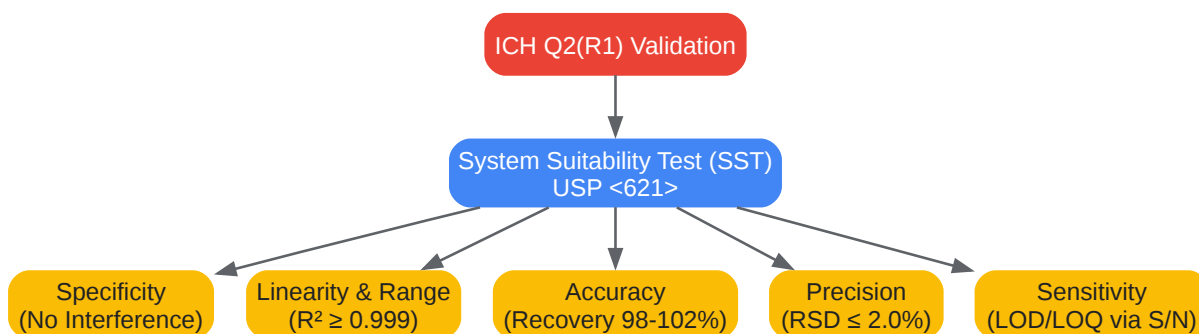 ICH Q2(R1) Validation
System Suitability Test (SST)
USP <621>
Specificity
(No Interference)
Linearity & Range
(R² ≥ 0.999)
Accuracy
(Recovery 98-102%)
Precision
(RSD ≤ 2.0%)
Sensitivity
(LOD/LOQ via S/N)